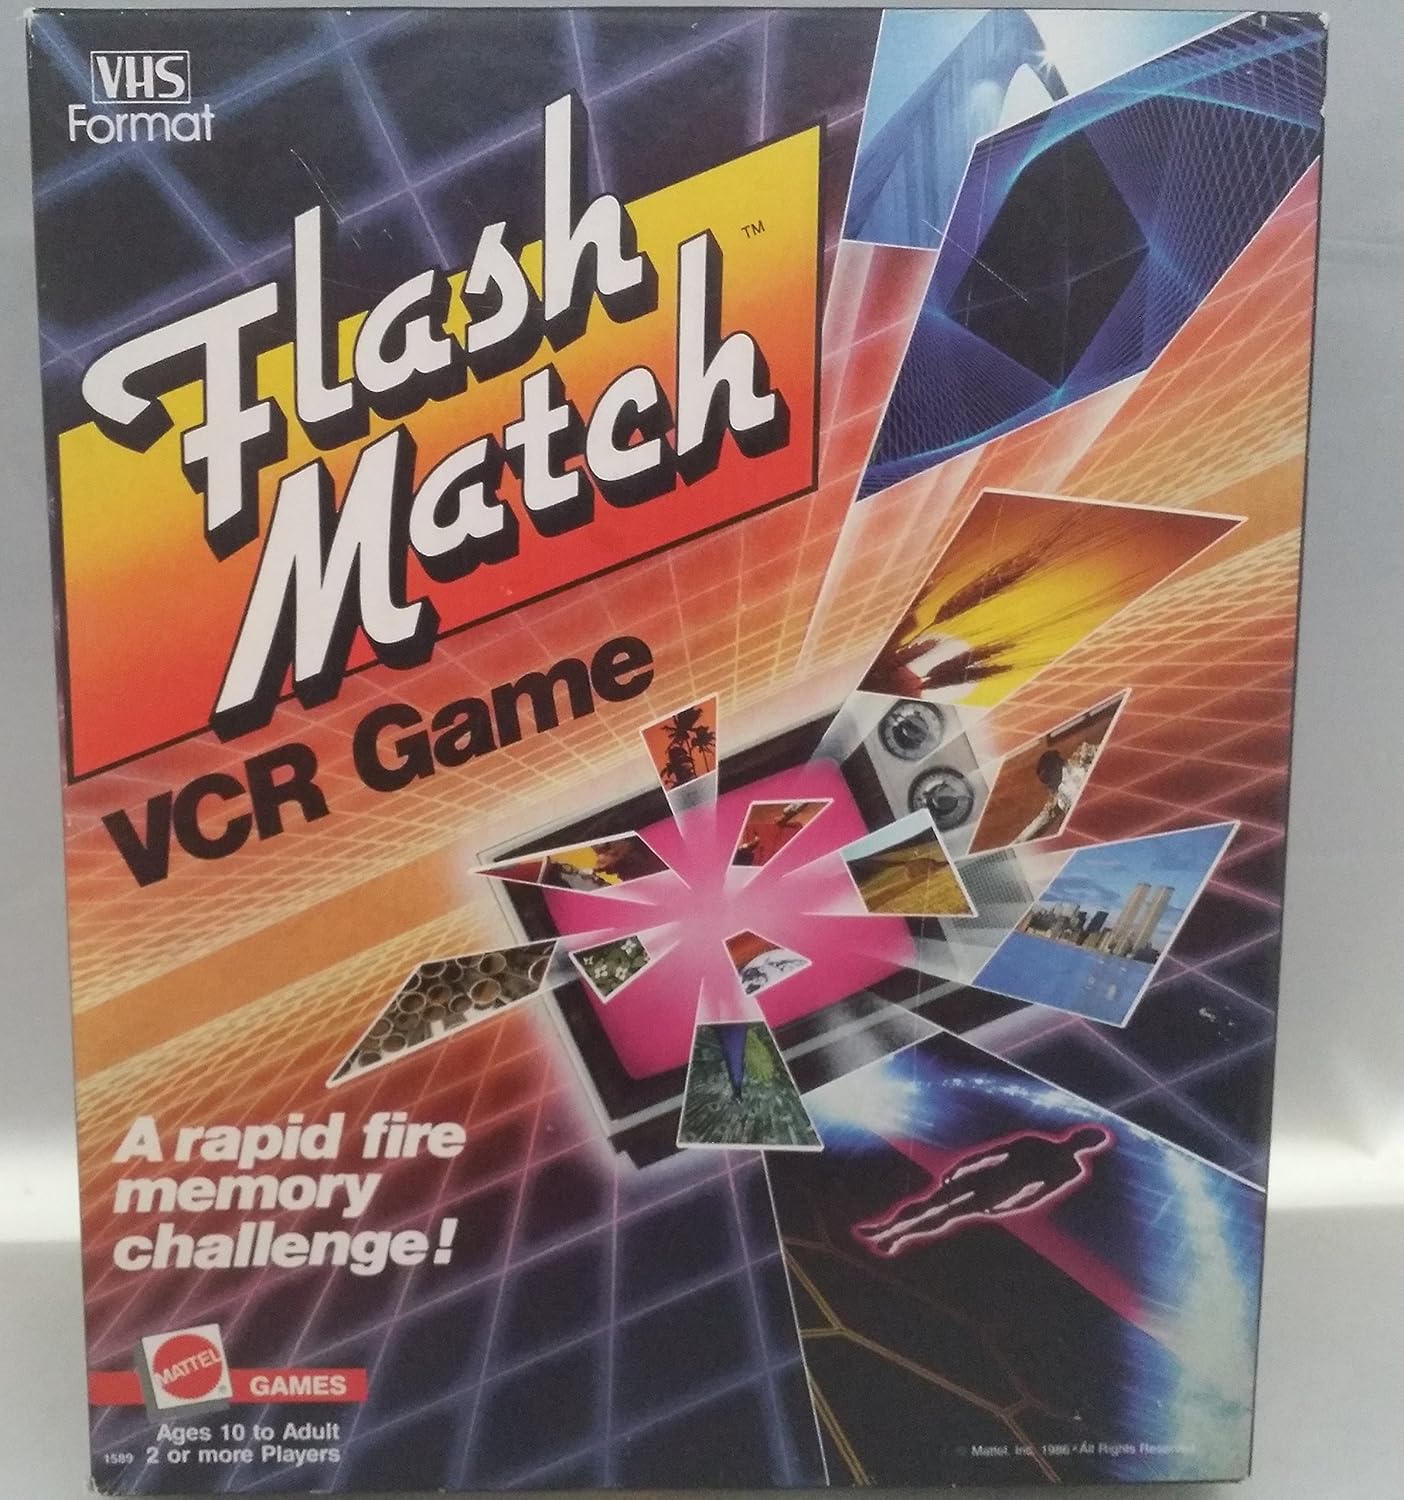 VHS
Format
Flash
Match
TM
VCR Game
A rapid fire
memory
challenge!
MATTEL
®
GAMES
Ages 10 to Adult
1589 2 or more Players
© Mattel, Inc. 1986 • All Rights Reserved